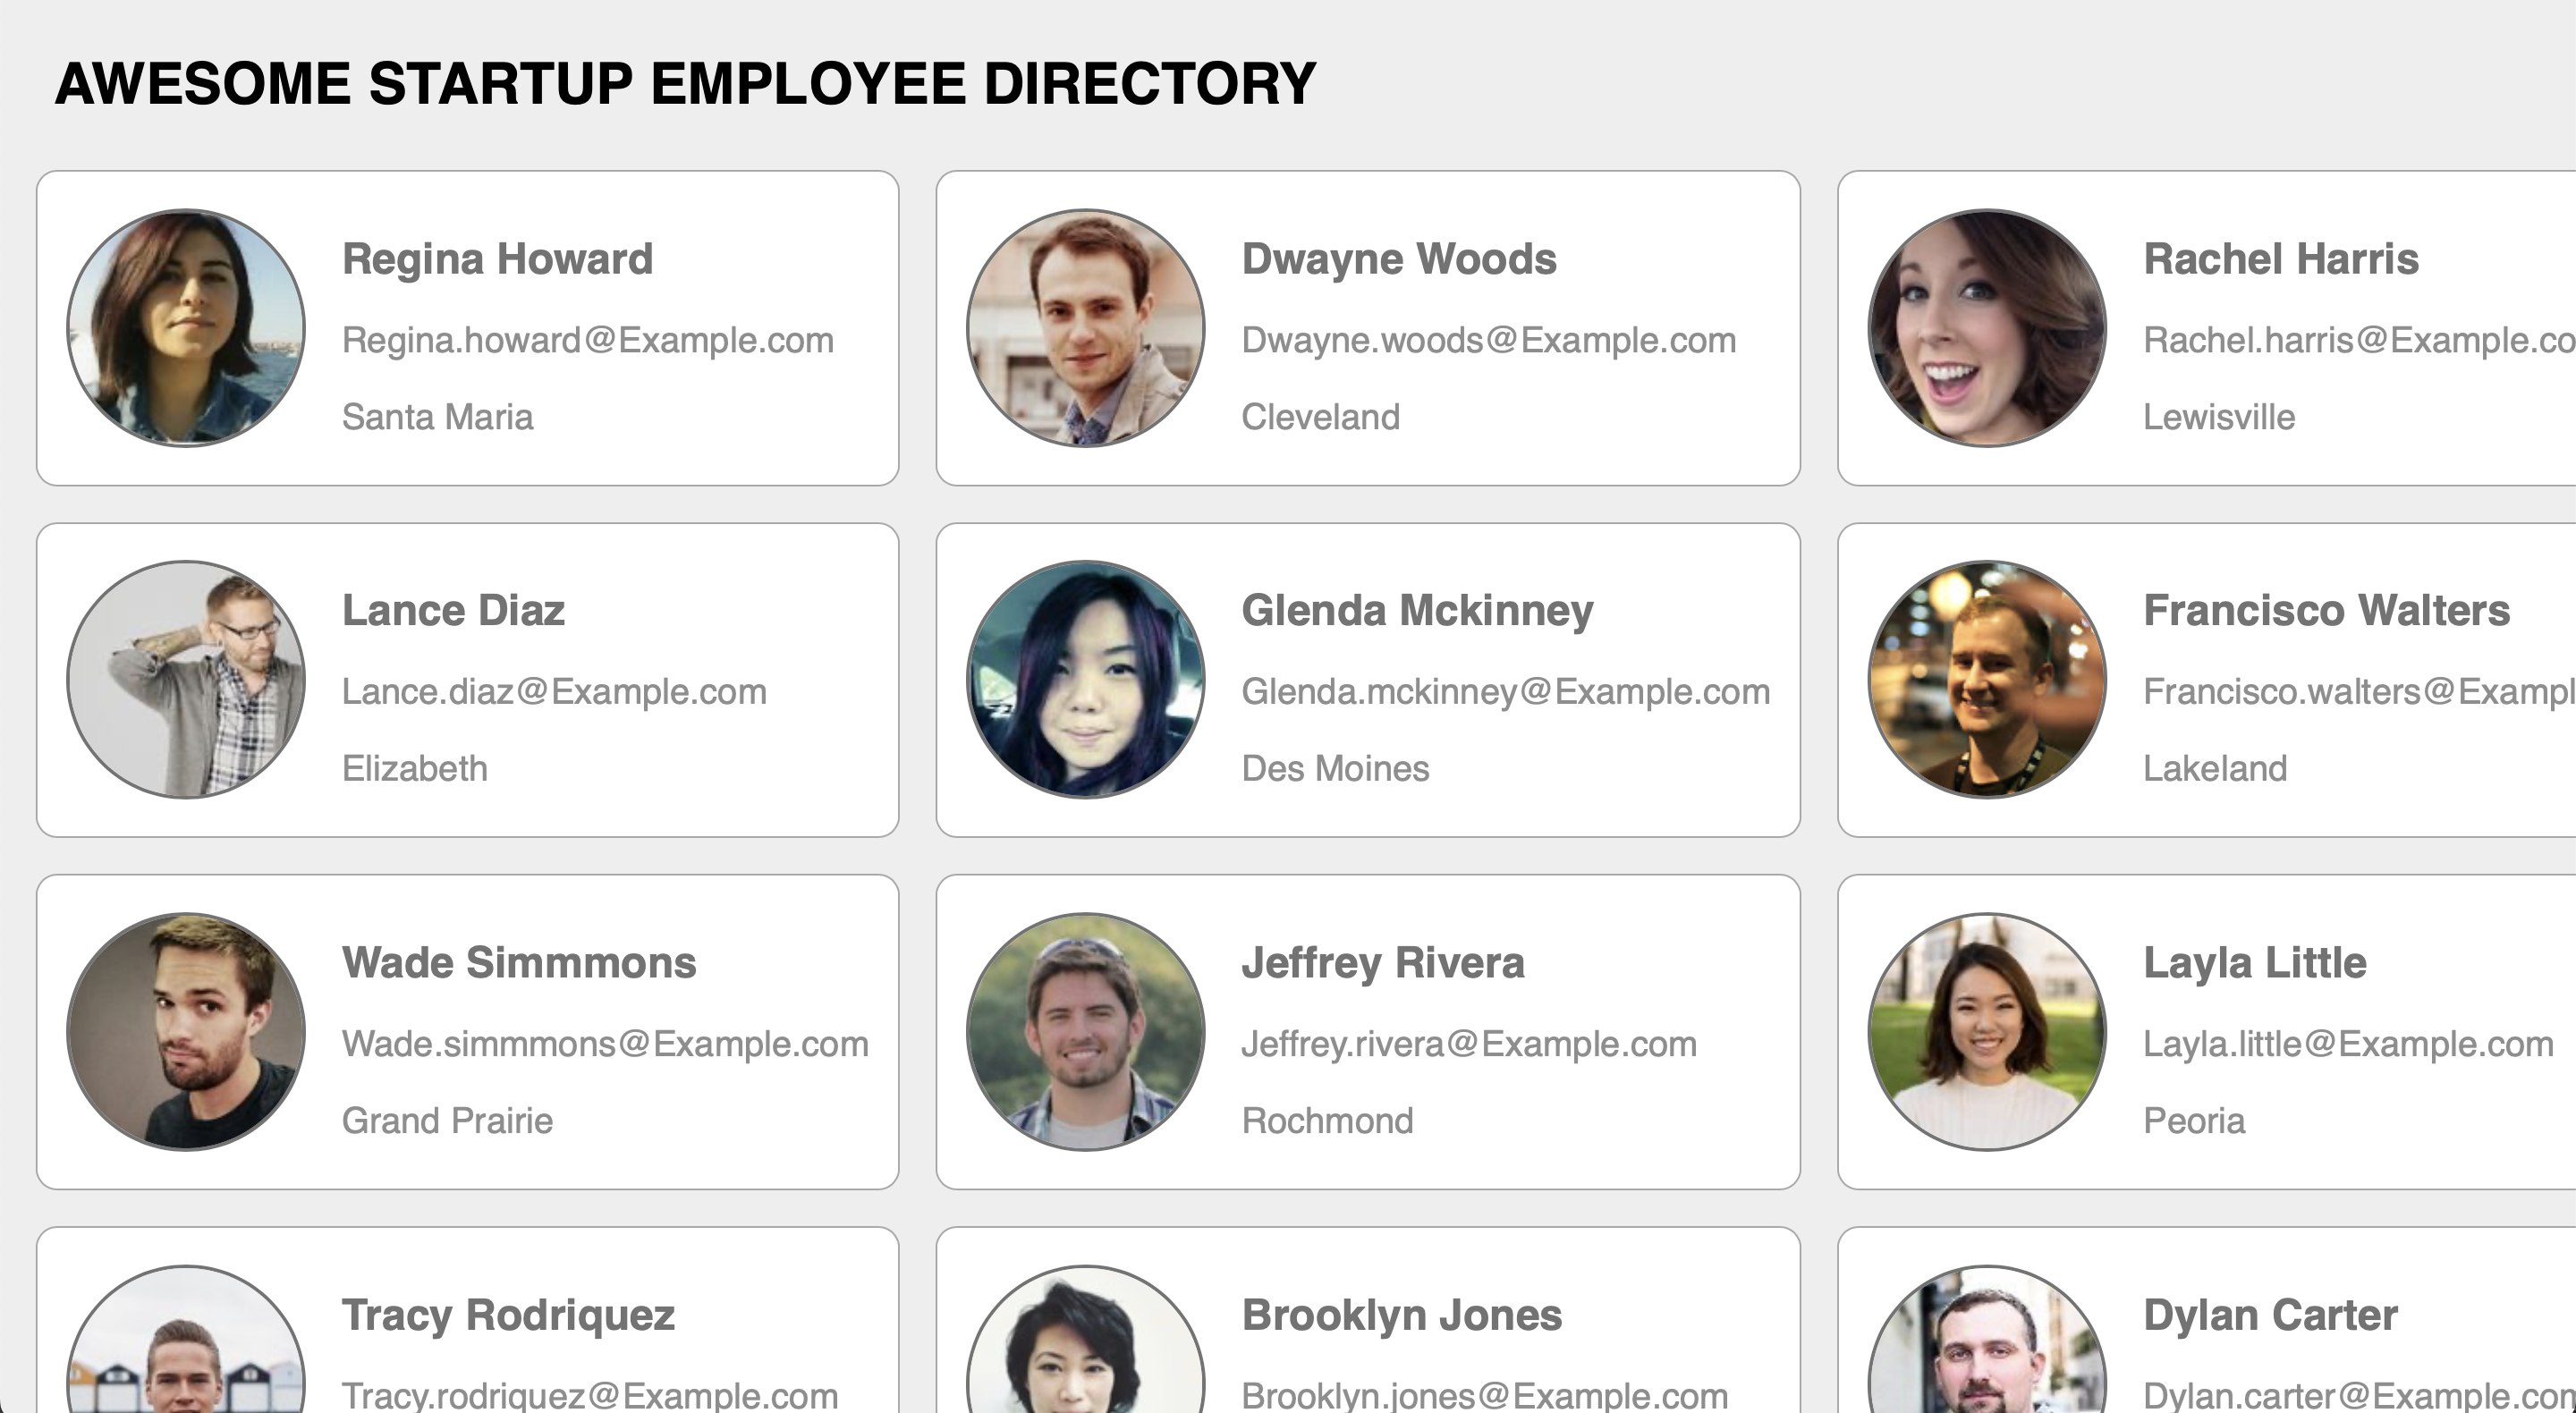 AWESOME STARTUP EMPLOYEE DIRECTORY
Regina Howard
Regina.howard@Example.com
Santa Maria
Dwayne Woods
Dwayne.woods@Example.com
Cleveland
Rachel Harris
Rachel.harris@Example.co
Lewisville
Lance Diaz
Lance.diaz@Example.com
Elizabeth
Glenda Mckinney
Glenda.mckinney@Example.com
Des Moines
Francisco Walters
Francisco.walters@Exampl
Lakeland
Wade Simmmons
Wade.simmmons@Example.com
Grand Prairie
Jeffrey Rivera
Jeffrey.rivera@Example.com
Rochmond
Layla Little
Layla.little@Example.com
Peoria
Tracy Rodriquez
Tracy.rodriquez@Example.com
Brooklyn Jones
Brooklyn.jones@Example.com
Dylan Carter
Dylan.carter@Example.com